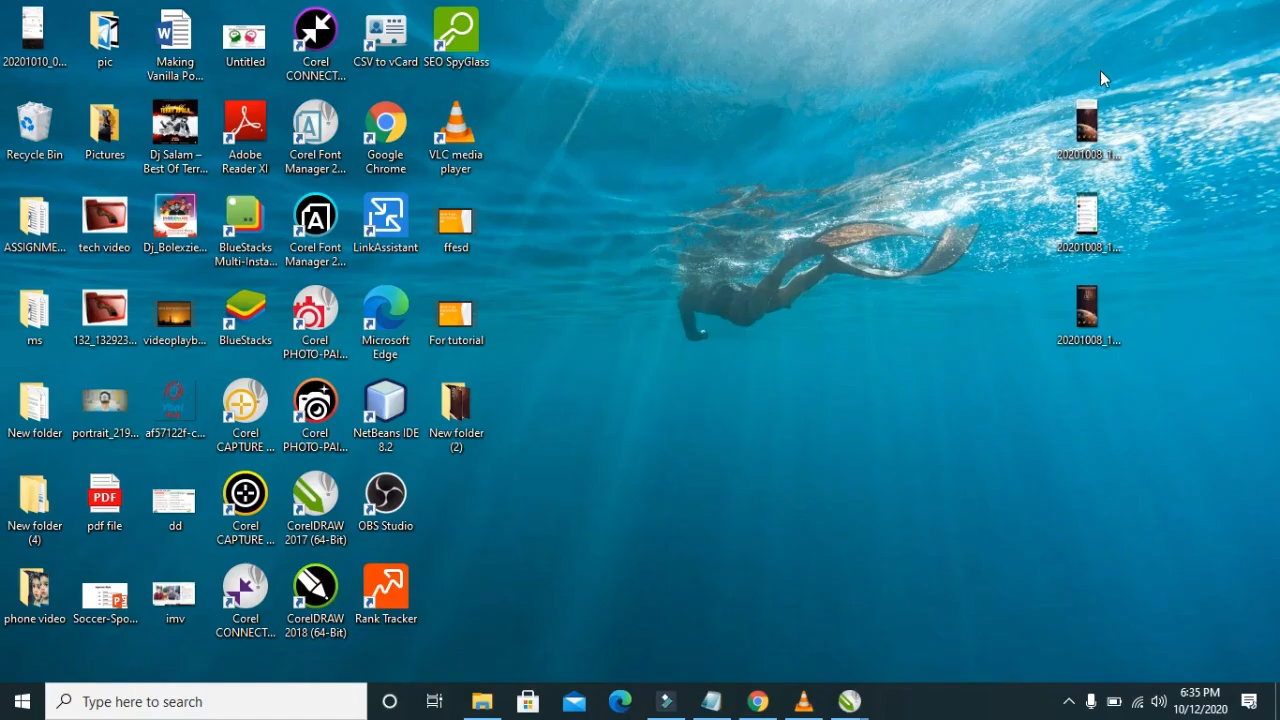 20201010_0...
pic
Making
Vanilla Po...
Untitled
Corel
CONNECT...
CSV to vCard
SEO SpyGlass
Recycle Bin
Pictures
Dj Salam –
Best Of Terr...
Adobe
Reader XI
Corel Font
Manager 2...
Google
Chrome
VLC media
player
20201008_1...
ASSIGNME...
tech video
Dj_Bolexzie...
BlueStacks
Multi-Insta...
Corel Font
Manager 2...
LinkAssistant
ffesd
20201008_1...
ms
132_132923...
videoplayb...
BlueStacks
Corel
PHOTO-PAI...
Microsoft
Edge
For tutorial
20201008_1...
New folder
portrait_219...
af57122f-c...
Corel
CAPTURE ...
Corel
PHOTO-PAI...
NetBeans IDE
8.2
New folder
(2)
New folder
(4)
PDF
pdf file
dd
Corel
CAPTURE ...
CorelDRAW
2017 (64-Bit)
OBS Studio
phone video
Soccer-Spo...
imv
Corel
CONNECT...
CorelDRAW
2018 (64-Bit)
Rank Tracker
Type here to search
6:35 PM
10/12/2020